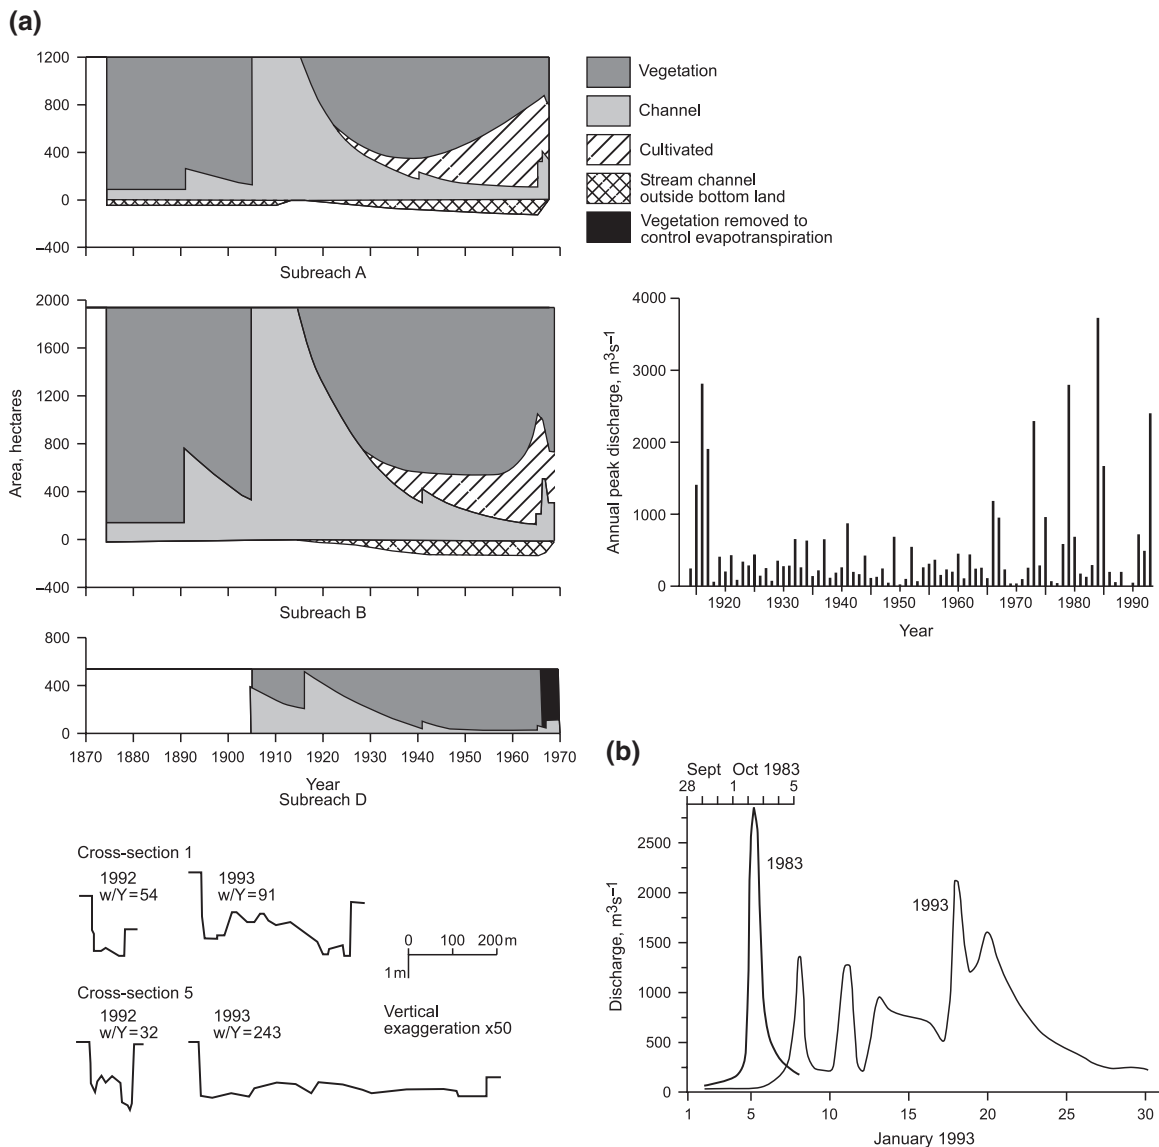 (a)
1200
800
400
0
–400
Subreach A
Vegetation
Channel
Cultivated
Stream channel
outside bottom land
Vegetation removed to
control evapotranspiration
2000
1600
1200
800
400
0
–400
Area, hectares
Subreach B
800
400
0
1870 1880 1890 1900 1910 1920 1930 1940 1950 1960 1970
Year
Subreach D
4000
3000
2000
1000
0
Annual peak discharge, m³s–1
1920 1930 1940 1950 1960 1970 1980 1990
Year
Cross-section 1
1992
w/Y=54
1993
w/Y=91
0 100 200 m
1 m
Cross-section 5
1992
w/Y=32
1993
w/Y=243
Vertical
exaggeration x50
(b)
Sept Oct 1983
28 1 5
2500
2000
1500
1000
500
0
Discharge, m³s–1
1983
1993
1 5 10 15 20 25 30
January 1993